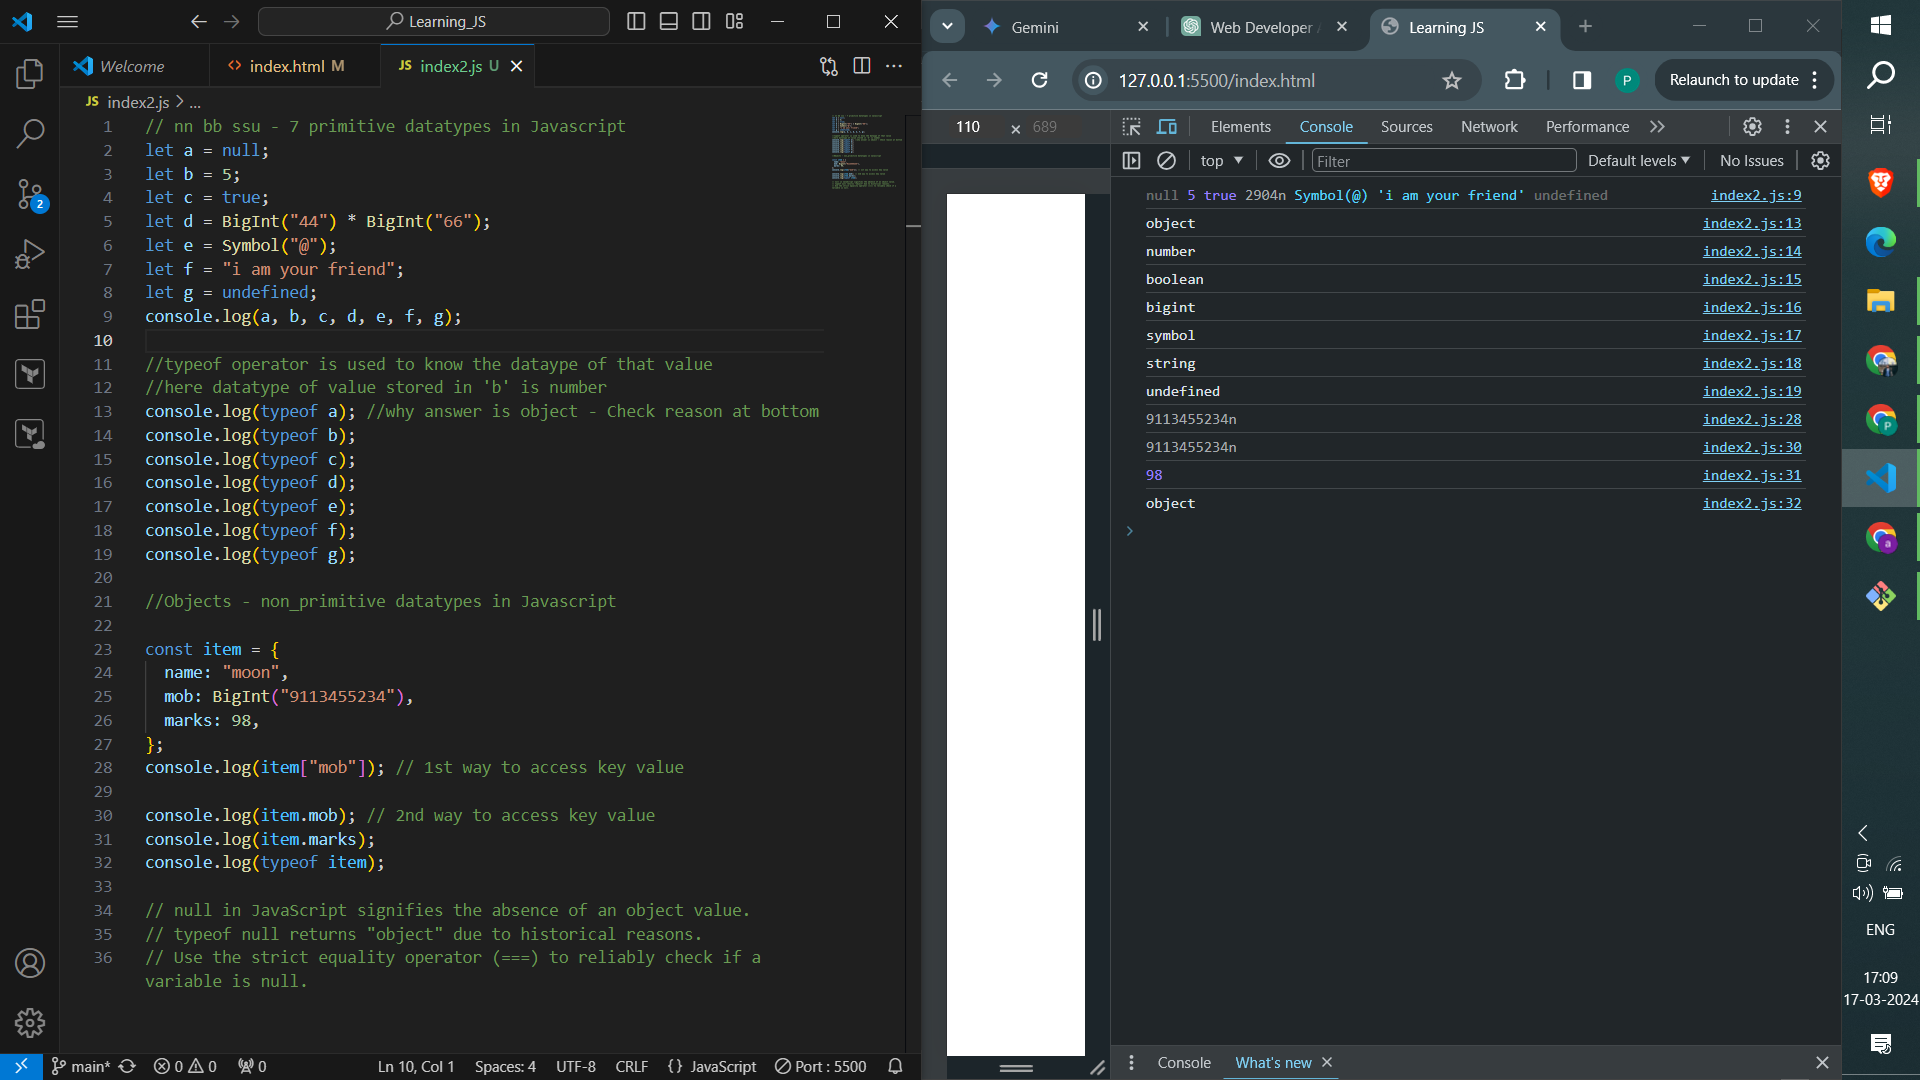 Learning_JS
Welcome
index.html M
JS index2.js U
JS index2.js > ...
1 // nn bb ssu - 7 primitive datatypes in Javascript
2 let a = null;
3 let b = 5;
4 let c = true;
5 let d = BigInt("44") * BigInt("66");
6 let e = Symbol("@");
7 let f = "i am your friend";
8 let g = undefined;
9 console.log(a, b, c, d, e, f, g);
10
11 //typeof operator is used to know the dataype of that value
12 //here datatype of value stored in 'b' is number
13 console.log(typeof a); //why answer is object - Check reason at bottom
14 console.log(typeof b);
15 console.log(typeof c);
16 console.log(typeof d);
17 console.log(typeof e);
18 console.log(typeof f);
19 console.log(typeof g);
20
21 //Objects - non_primitive datatypes in Javascript
22
23 const item = {
24 name: "moon",
25 mob: BigInt("9113455234"),
26 marks: 98,
27 };
28 console.log(item["mob"]); // 1st way to access key value
29
30 console.log(item.mob); // 2nd way to access key value
31 console.log(item.marks);
32 console.log(typeof item);
33
34 // null in JavaScript signifies the absence of an object value.
35 // typeof null returns "object" due to historical reasons.
36 // Use the strict equality operator (===) to reliably check if a
variable is null.
2
main* 0 0 0 Ln 10, Col 1 Spaces: 4 UTF-8 CRLF {} JavaScript Port : 5500
Gemini
Web Developer
Learning JS
127.0.0.1:5500/index.html
P
Relaunch to update
110 × 689
Elements Console Sources Network Performance
top Filter Default levels No Issues
null 5 true 2904n Symbol(@) 'i am your friend' undefined index2.js:9
object index2.js:13
number index2.js:14
boolean index2.js:15
bigint index2.js:16
symbol index2.js:17
string index2.js:18
undefined index2.js:19
9113455234n index2.js:28
9113455234n index2.js:30
98 index2.js:31
object index2.js:32
Console What's new
P
a
ENG
17:09
17-03-2024